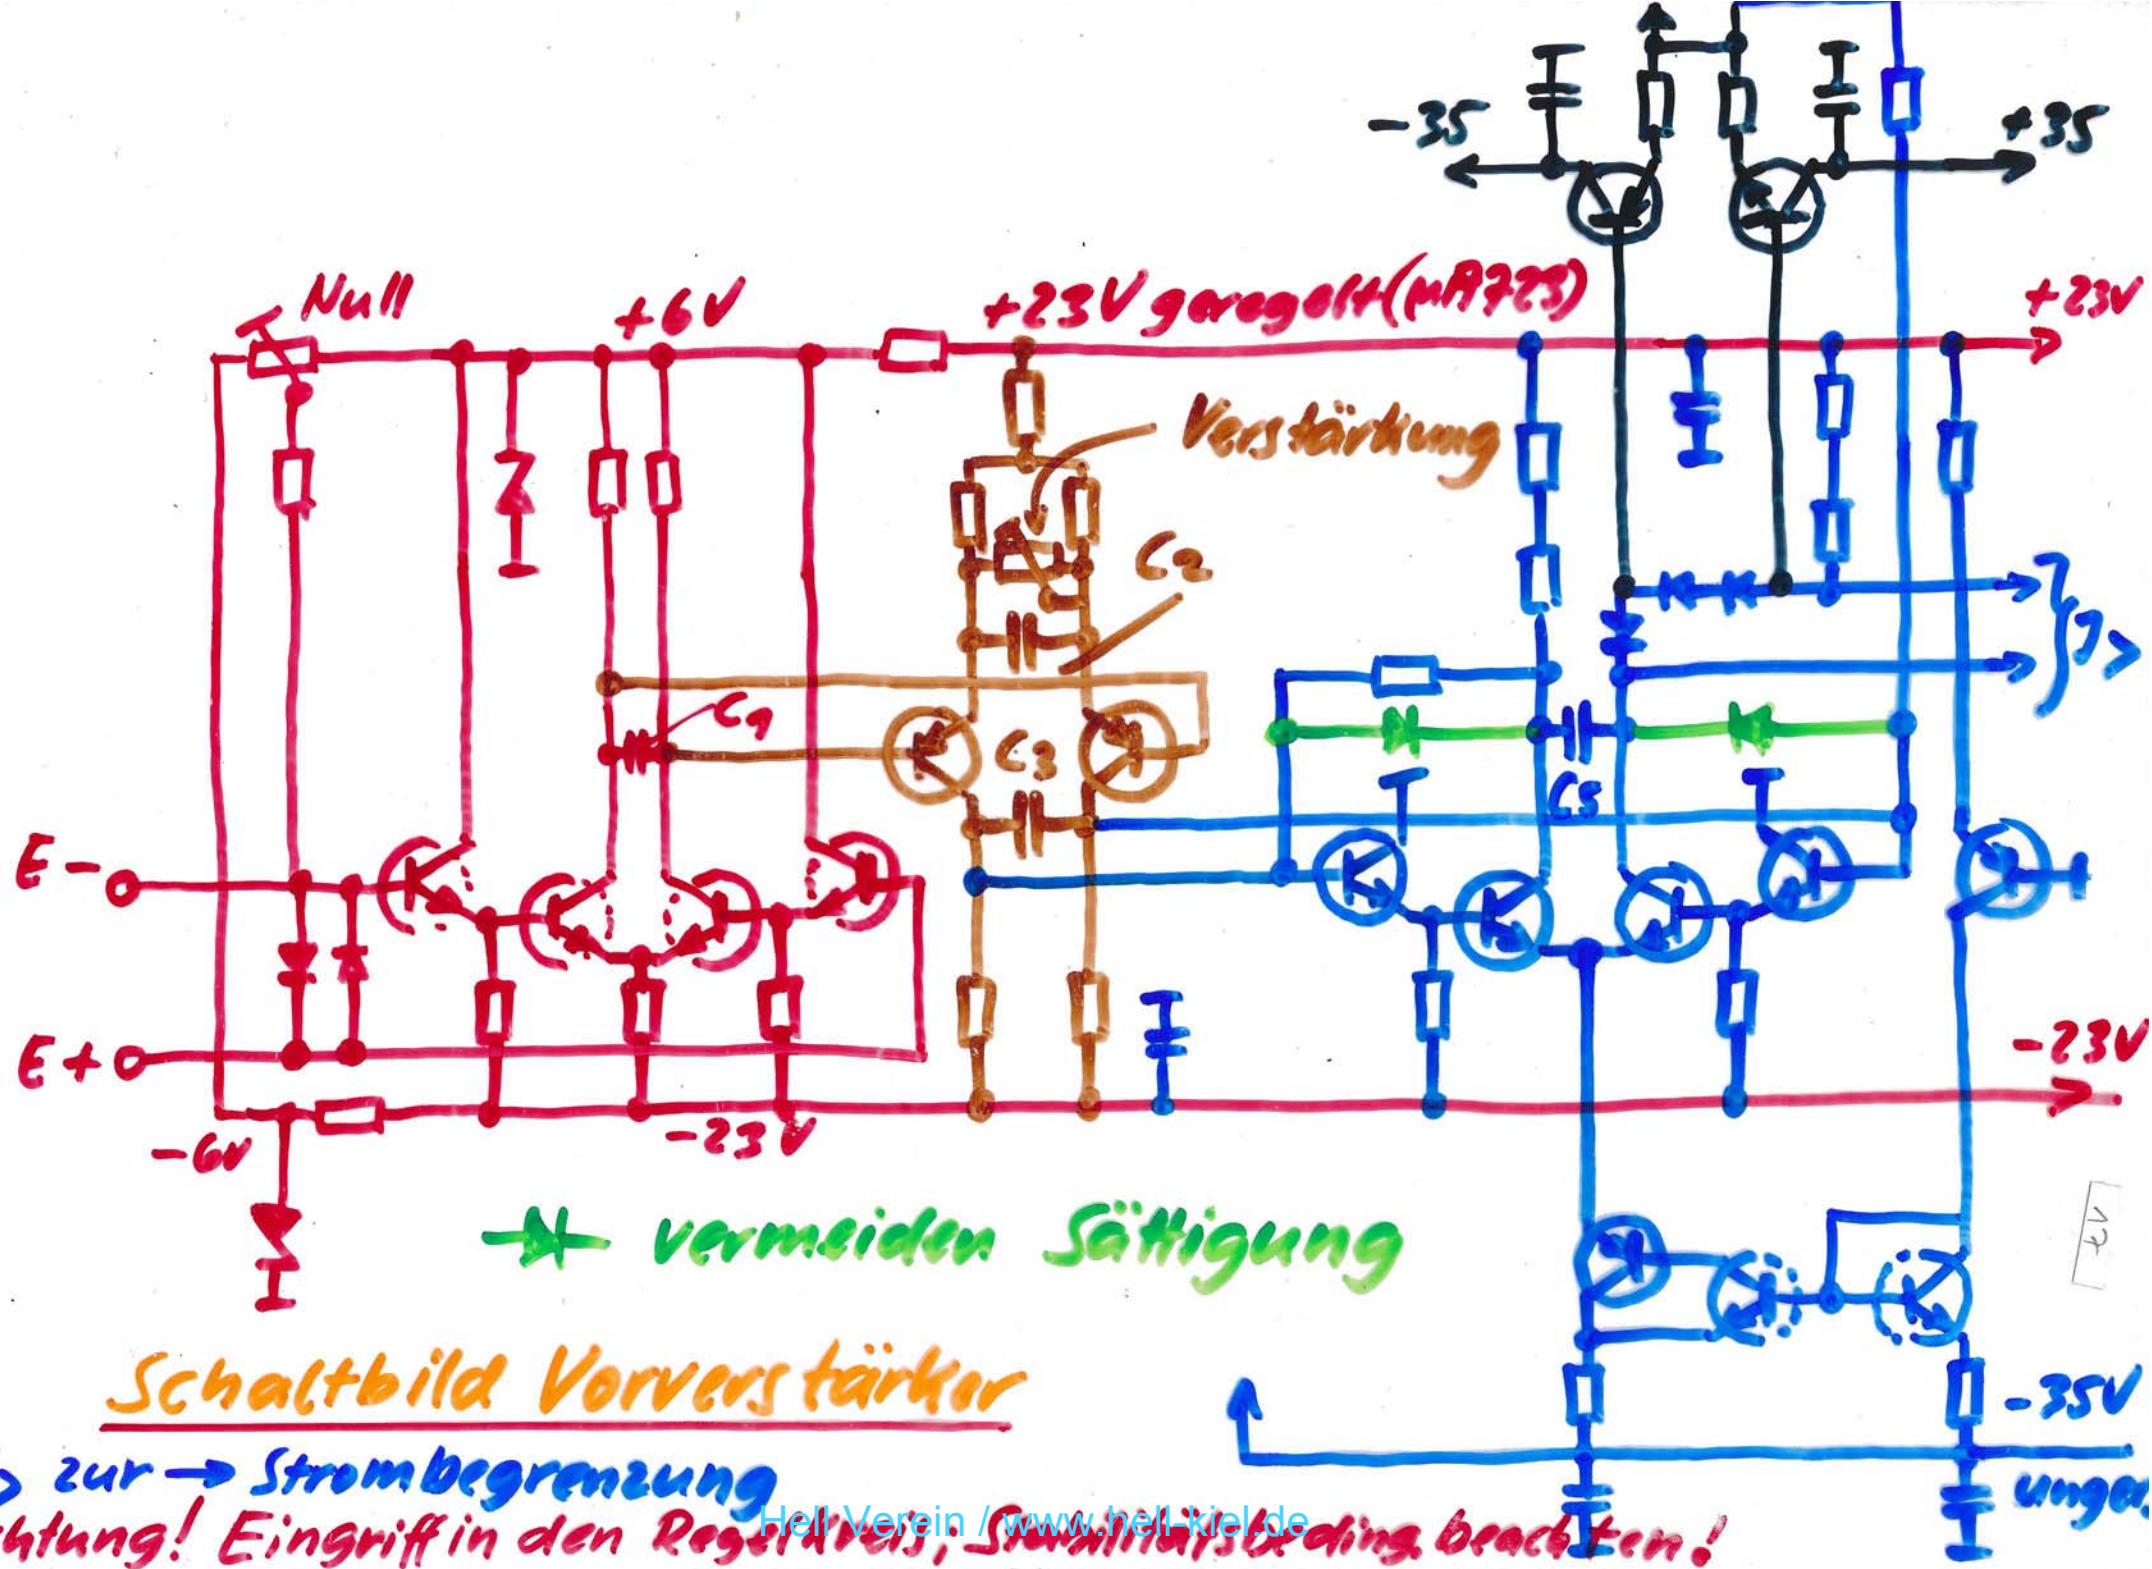 -35
+35
Null
+6V
+23V geregelt (µA723)
+23V
Verstärkung
C2
C1
C3
C5
E-
E+
-6V
-23V
-23V
vermeiden Sättigung
Schaltbild Vorverstärker
-35V
zur → Strombegrenzung
Eingriff in den Regelkreis, Stabilitätsbeding. beachten!
Hell Verein / www.hell-kiel.de